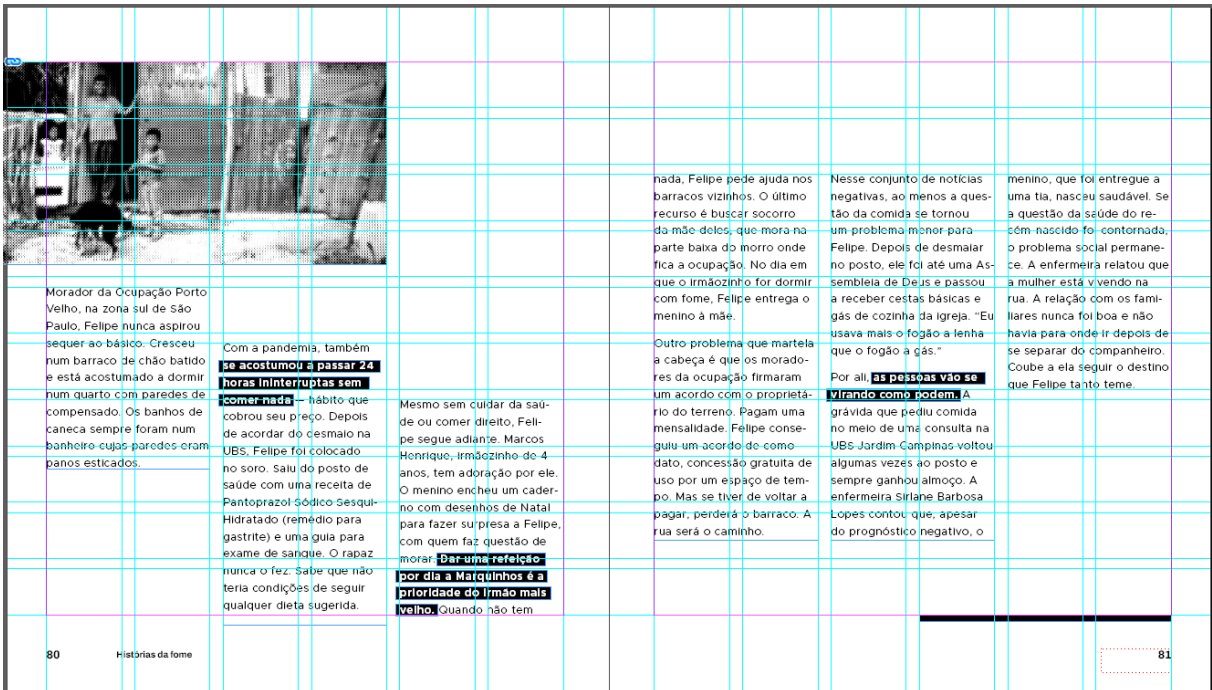 Morador da Ocupação Porto
Velho, na zona sul de São
Paulo, Felipe nunca aspirou
sequer ao básico. Cresceu
num barraco de chão batido
e está acostumado a dormir
num quarto com paredes de
compensado. Os banhos de
caneca sempre foram num
banheiro cujas paredes eram
panos esticados.
Com a pandemia, também
se acostumou a passar 24
horas ininterruptas sem
comer nada — hábito que
cobrou seu preço. Depois
de acordar do desmaio na
UBS, Felipe foi colocado
no soro. Saiu do posto de
saúde com uma receita de
Pantoprazol Sódico Sesqui-
Hidratado (remédio para
gastrite) e uma guia para
exame de sangue. O rapaz
nunca o fez. Sabe que não
teria condições de seguir
qualquer dieta sugerida.
Mesmo sem cuidar da saú-
de ou comer direito, Feli-
pe segue adiante. Marcos
Henrique, irmãozinho de 4
anos, tem adoração por ele.
O menino encheu um cader-
no com desenhos de Natal
para fazer surpresa a Felipe,
com quem faz questão de
morar. Dar uma refeição
por dia a Marquinhos é a
prioridade do irmão mais
velho. Quando não tem
80
Histórias da fome
nada, Felipe pede ajuda nos
barracos vizinhos. O último
recurso é buscar socorro
da mãe deles, que mora na
parte baixa do morro onde
fica a ocupação. No dia em
que o irmãozinho for dormir
com fome, Felipe entrega o
menino à mãe.
Outro problema que martela
a cabeça é que os morado-
res da ocupação firmaram
um acordo com o proprietá-
rio do terreno. Pagam uma
mensalidade. Felipe conse-
guiu um acordo de como
dato, concessão gratuita de
uso por um espaço de tem-
po. Mas se tiver de voltar a
pagar, perderá o barraco. A
rua será o caminho.
Nesse conjunto de notícias
negativas, ao menos a ques-
tão da comida se tornou
um problema menor para
Felipe. Depois de desmaiar
no posto, ele foi até uma As-
sembleia de Deus e passou
a receber cestas básicas e
gás de cozinha da igreja. “Eu
usava mais o fogão a lenha
que o fogão a gás.”
Por ali, as pessoas vão se
virando como podem. A
grávida que pediu comida
no meio de uma consulta na
UBS Jardim Campinas voltou
algumas vezes ao posto e
sempre ganhou almoço. A
enfermeira Sirlane Barbosa
Lopes contou que, apesar
do prognóstico negativo, o
menino, que foi entregue a
uma tia, nasceu saudável. Se
a questão da saúde do re-
cém nascido foi contornada,
o problema social permane-
ce. A enfermeira relatou que
a mulher está vivendo na
rua. A relação com os fami-
liares nunca foi boa e não
havia para onde ir depois de
se separar do companheiro.
Coube a ela seguir o destino
que Felipe tanto teme.
81